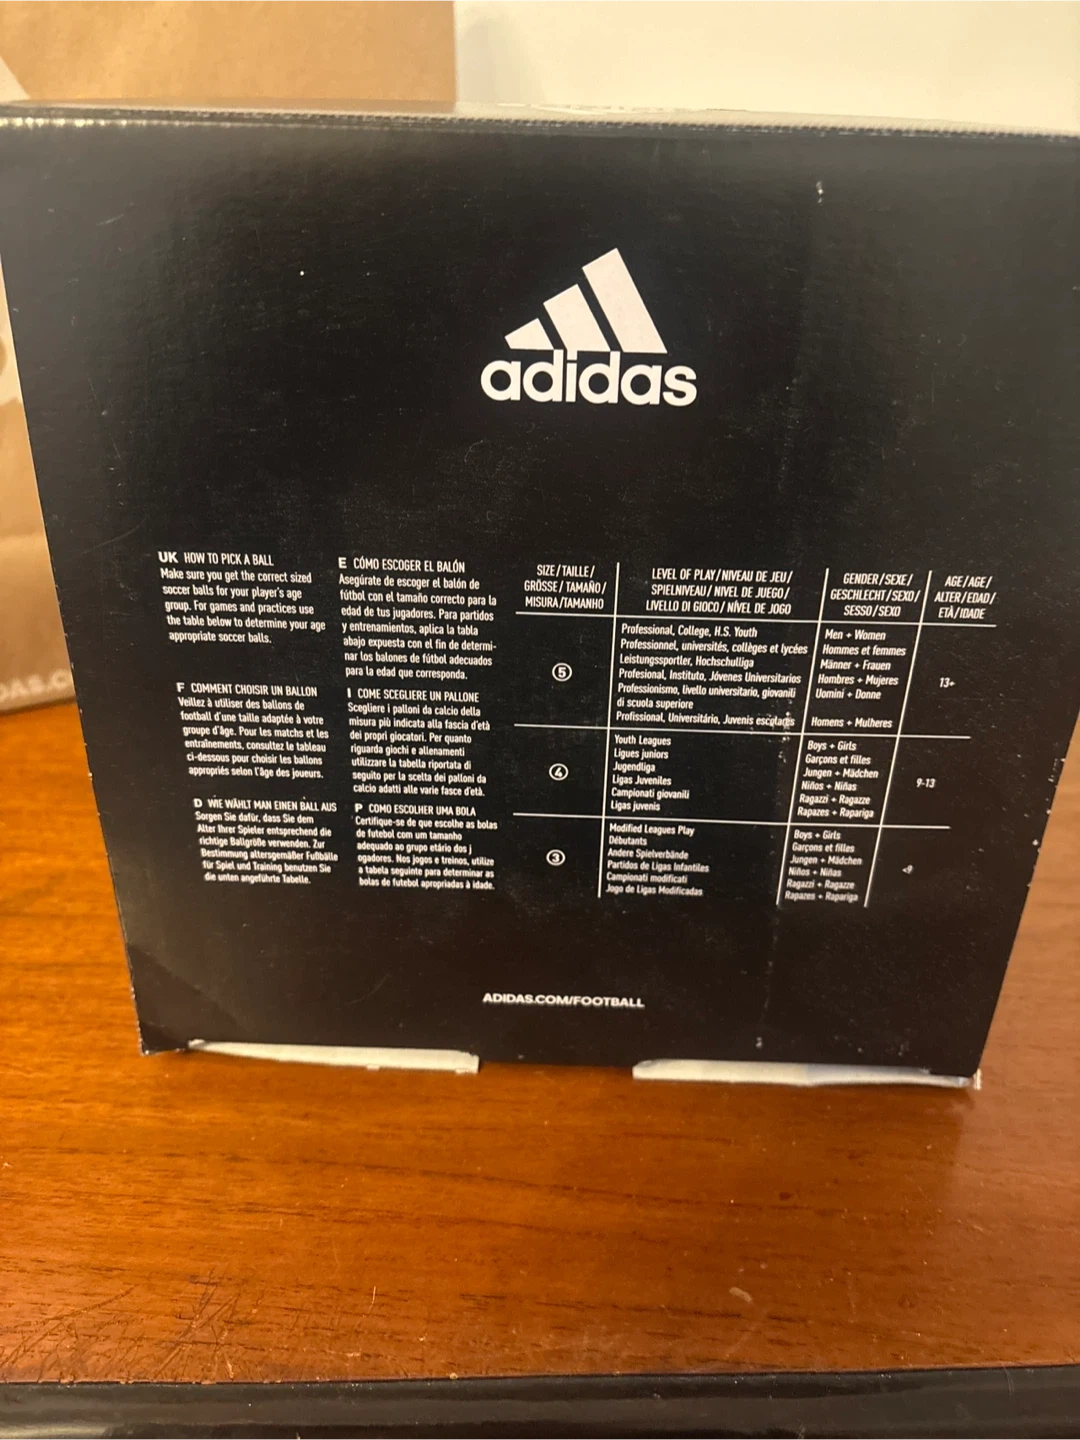 adidas
UK HOW TO PICK A BALL
Make sure you get the correct sized
soccer balls for your player's age
group. For games and practices use
the table below to determine your age
appropriate soccer balls.
F COMMENT CHOISIR UN BALLON
Veillez à utiliser des ballons de
football d'une taille adaptée à votre
groupe d'âge. Pour les matchs et les
entraînements, consultez le tableau
ci-dessous pour choisir les ballons
appropriés selon l'âge des joueurs.
D WIE WÄHLT MAN EINEN BALL AUS
Sorgen Sie dafür, dass Sie dem
Alter Ihrer Spieler entsprechend die
richtige Ballgröße verwenden. Zur
Bestimmung altersgemäßer Fußbälle
für Spiel und Training benutzen Sie
die unten angeführte Tabelle.
E CÓMO ESCOGER EL BALÓN
Asegúrate de escoger el balón de
fútbol con el tamaño correcto para la
edad de tus jugadores. Para partidos
y entrenamientos, aplica la tabla
abajo expuesta con el fin de determi-
nar los balones de fútbol adecuados
para la edad que corresponda.
I COME SCEGLIERE UN PALLONE
Scegliere i palloni da calcio della
misura più indicata alla fascia d'età
dei propri giocatori. Per quanto
riguarda giochi e allenamenti
utilizzare la tabella riportata di
seguito per la scelta dei palloni da
calcio adatti alle varie fasce d'età.
P COMO ESCOLHER UMA BOLA
Certifique-se de que escolhe as bolas
de futebol com um tamanho
adequado ao grupo etário dos j
ogadores. Nos jogos e treinos, utilize
a tabela seguinte para determinar as
bolas de futebol apropriadas à idade.
SIZE/TAILLE/
GRÖSSE/TAMAÑO/
MISURA/TAMANHO
LEVEL OF PLAY/NIVEAU DE JEU/
SPIELNIVEAU/ NIVEL DE JUEGO/
LIVELLO DI GIOCO/ NÍVEL DE JOGO
GENDER/SEXE/
GESCHLECHT/SEXO/
SESSO/SEXO
AGE/AGE/
ALTER/EDAD/
ETÀ/IDADE
5
Professional, College, H.S. Youth
Professionnel, universités, collèges et lycées
Leistungssportler, Hochschulliga
Profesional, Instituto, Jóvenes Universitarios
Professionismo, livello universitario, giovanili
di scuola superiore
Profissional, Universitário, Juvenis escolares
Men + Women
Hommes et femmes
Männer + Frauen
Hombres + Mujeres
Uomini + Donne
Homens + Mulheres
13+
4
Youth Leagues
Ligues juniors
Jugendliga
Ligas Juveniles
Campionati giovanili
Ligas juvenis
Boys + Girls
Garçons et filles
Jungen + Mädchen
Niños + Niñas
Ragazzi + Ragazze
Rapazes + Rapariga
9-13
3
Modified Leagues Play
Débutants
Andere Spielverbände
Partidos de Ligas Infantiles
Campionati modificati
Jogo de Ligas Modificadas
Boys + Girls
Garçons et filles
Jungen + Mädchen
Niños + Niñas
Ragazzi + Ragazze
Rapazes + Rapariga
<9
ADIDAS.COM/FOOTBALL